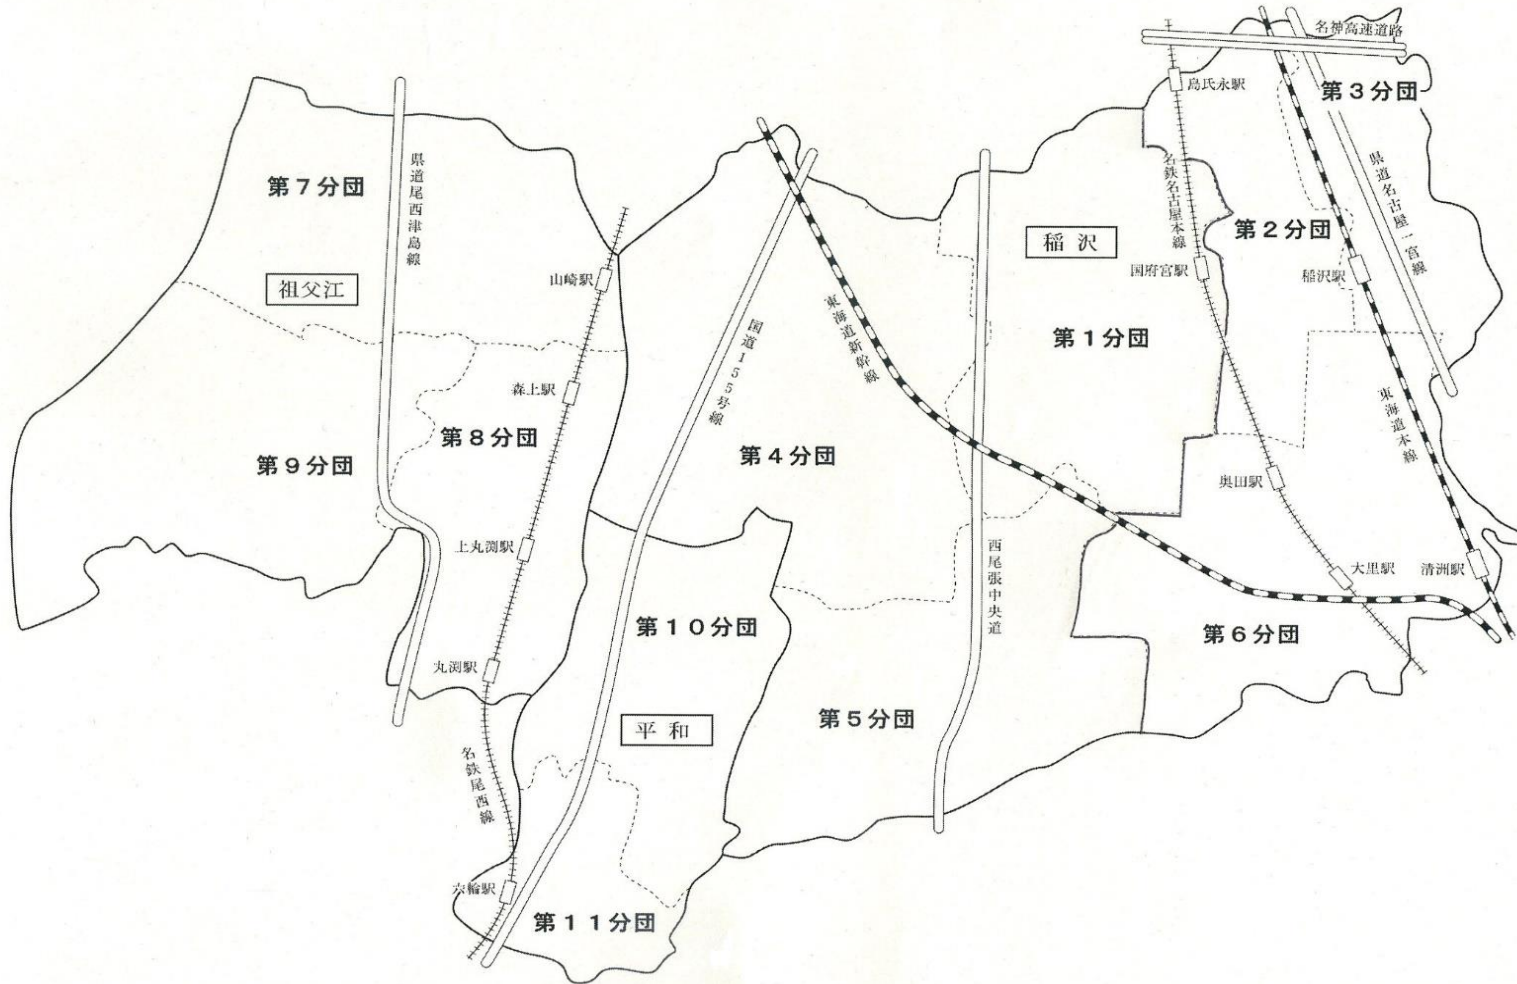 名神高速道路
島氏永駅
第3分団
県道尾西津島線
第7分団
名鉄名古屋本線
県道名古屋一宮線
第2分団
稲沢
国府宮駅
稲沢駅
山崎駅
祖父江
東海道新幹線
国道155号線
第1分団
森上駅
東海道本線
第8分団
第4分団
第9分団
奥田駅
上丸渕駅
西尾張中央道
大里駅
清洲駅
第10分団
第6分団
丸渕駅
第5分団
平和
名鉄尾西線
六輪駅
第11分団